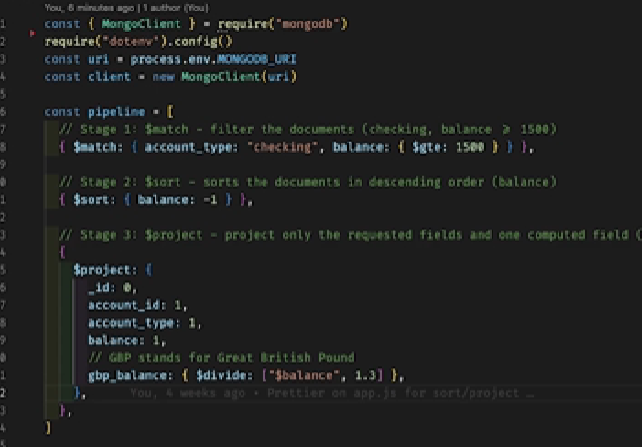 You, 6 minutes ago | 1 author (You)
1 const { MongoClient } = require("mongodb")
2 require("dotenv").config()
3 const uri = process.env.MONGODB_URI
4 const client = new MongoClient(uri)
5
6 const pipeline = [
7 // Stage 1: $match - filter the documents (checking, balance >= 1500)
8 { $match: { account_type: "checking", balance: { $gte: 1500 } } },
9
0 // Stage 2: $sort - sorts the documents in descending order (balance)
1 { $sort: { balance: -1 } },
2
3 // Stage 3: $project - project only the requested fields and one computed field (
4 {
5 $project: {
6 _id: 0,
7 account_id: 1,
8 account_type: 1,
9 balance: 1,
0 // GBP stands for Great British Pound
1 gbp_balance: { $divide: ["$balance", 1.3] },
2 }, You, 4 weeks ago • Prettier on app.js for sort/project …
3 },
4 ]
5